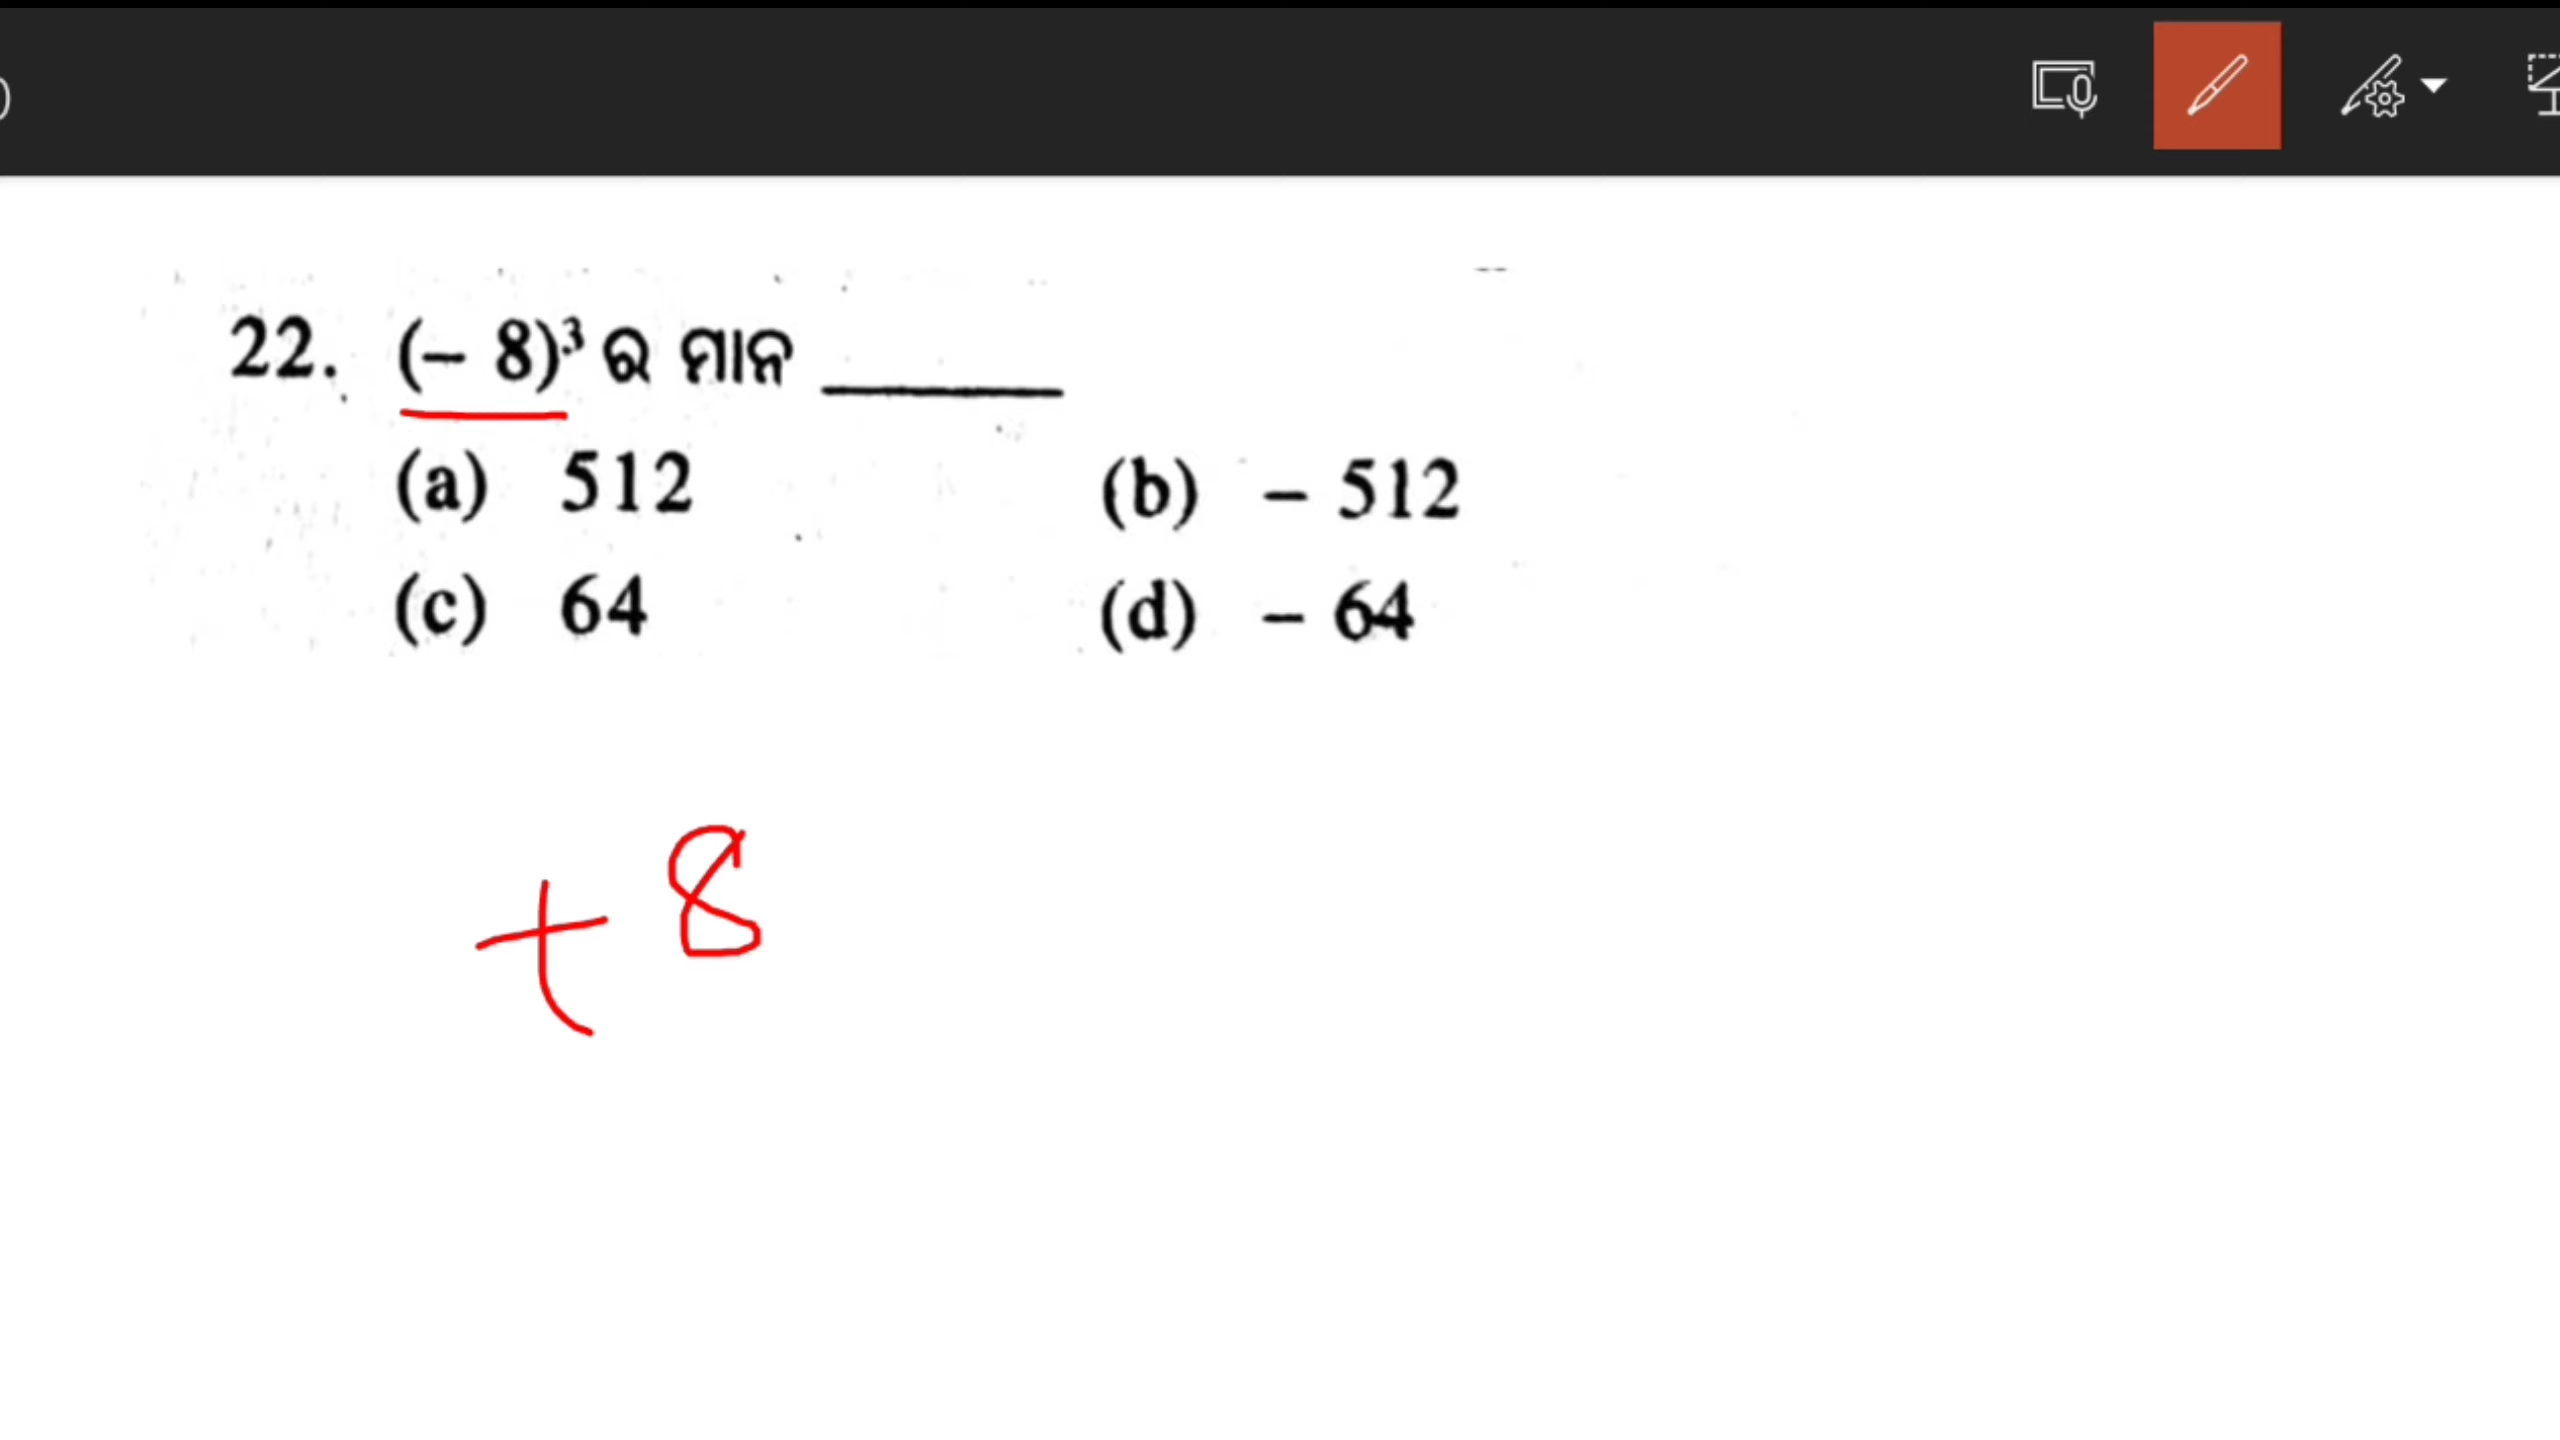 22. (– 8)³ ର ମାନ ______
(a) 512 (b) – 512
(c) 64 (d) – 64
+ 8